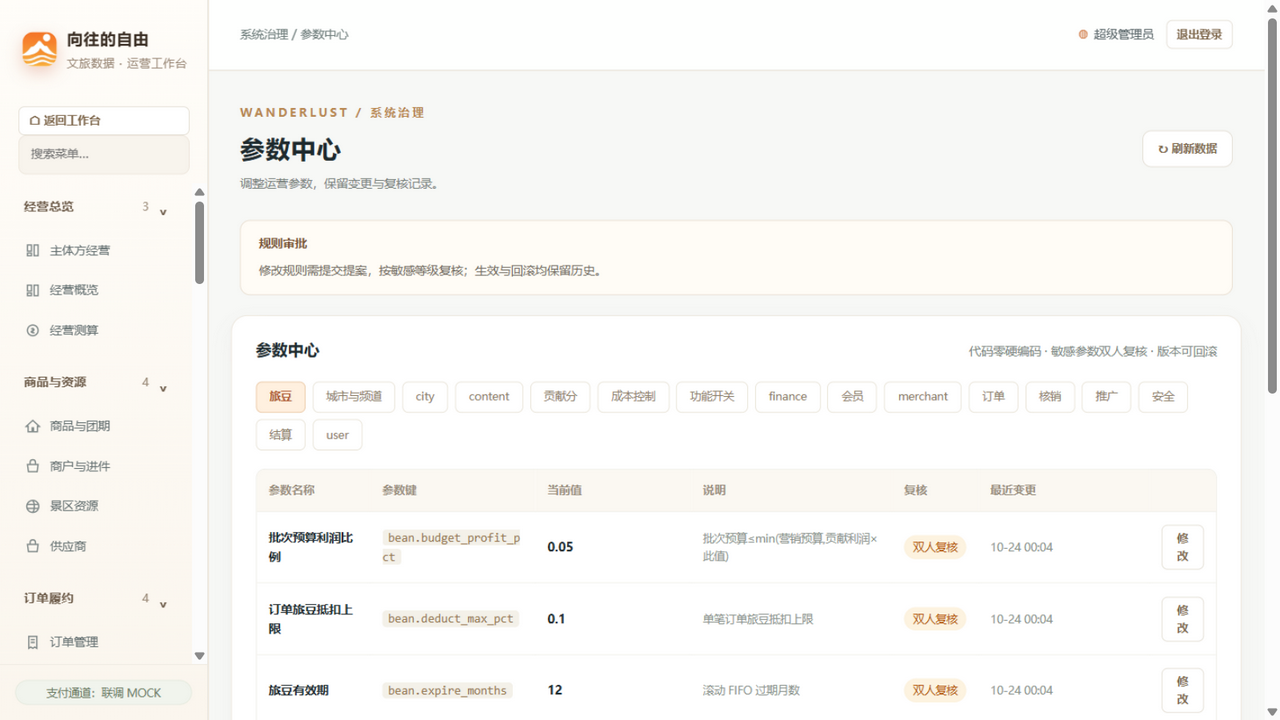 向往的自由
文旅数据 · 运营工作台
返回工作台
搜索菜单...
经营总览 3
主体方经营
经营概览
经营测算
商品与资源 4
商品与团期
商户与进件
景区资源
供应商
订单履约 4
订单管理
支付通道：联调 MOCK
系统治理 / 参数中心
超级管理员
退出登录
WANDERLUST / 系统治理
参数中心
↻ 刷新数据
调整运营参数，保留变更与复核记录。
规则审批
修改规则需提交提案，按敏感等级复核；生效与回滚均保留历史。
参数中心
代码零硬编码 · 敏感参数双人复核 · 版本可回滚
旅豆 城市与频道 city content 贡献分 成本控制 功能开关 finance 会员 merchant 订单 核销 推广 安全
结算 user
参数名称 参数键 当前值 说明 复核 最近变更
批次预算利润比
例
bean.budget_profit_p
ct
0.05
批次预算≤min(营销预算,贡献利润×
此值)
双人复核
10-24 00:04
修
改
订单旅豆抵扣上
限
bean.deduct_max_pct
0.1
单笔订单旅豆抵扣上限
双人复核
10-24 00:04
修
改
旅豆有效期
bean.expire_months
12
滚动 FIFO 过期月数
双人复核
10-24 00:04
修
改